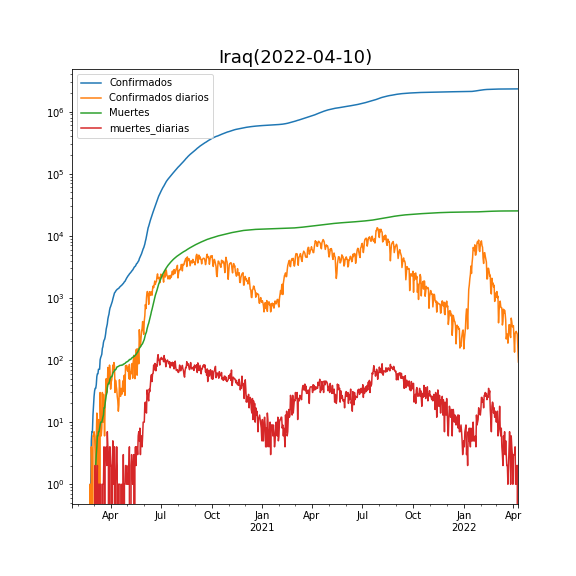 Iraq(2022-04-10)
Confirmados
Confirmados diarios
Muertes
muertes_diarias
10^6
10^5
10^4
10^3
10^2
10^1
10^0
Apr Jul Oct Jan Apr Jul Oct Jan Apr
2021 2022